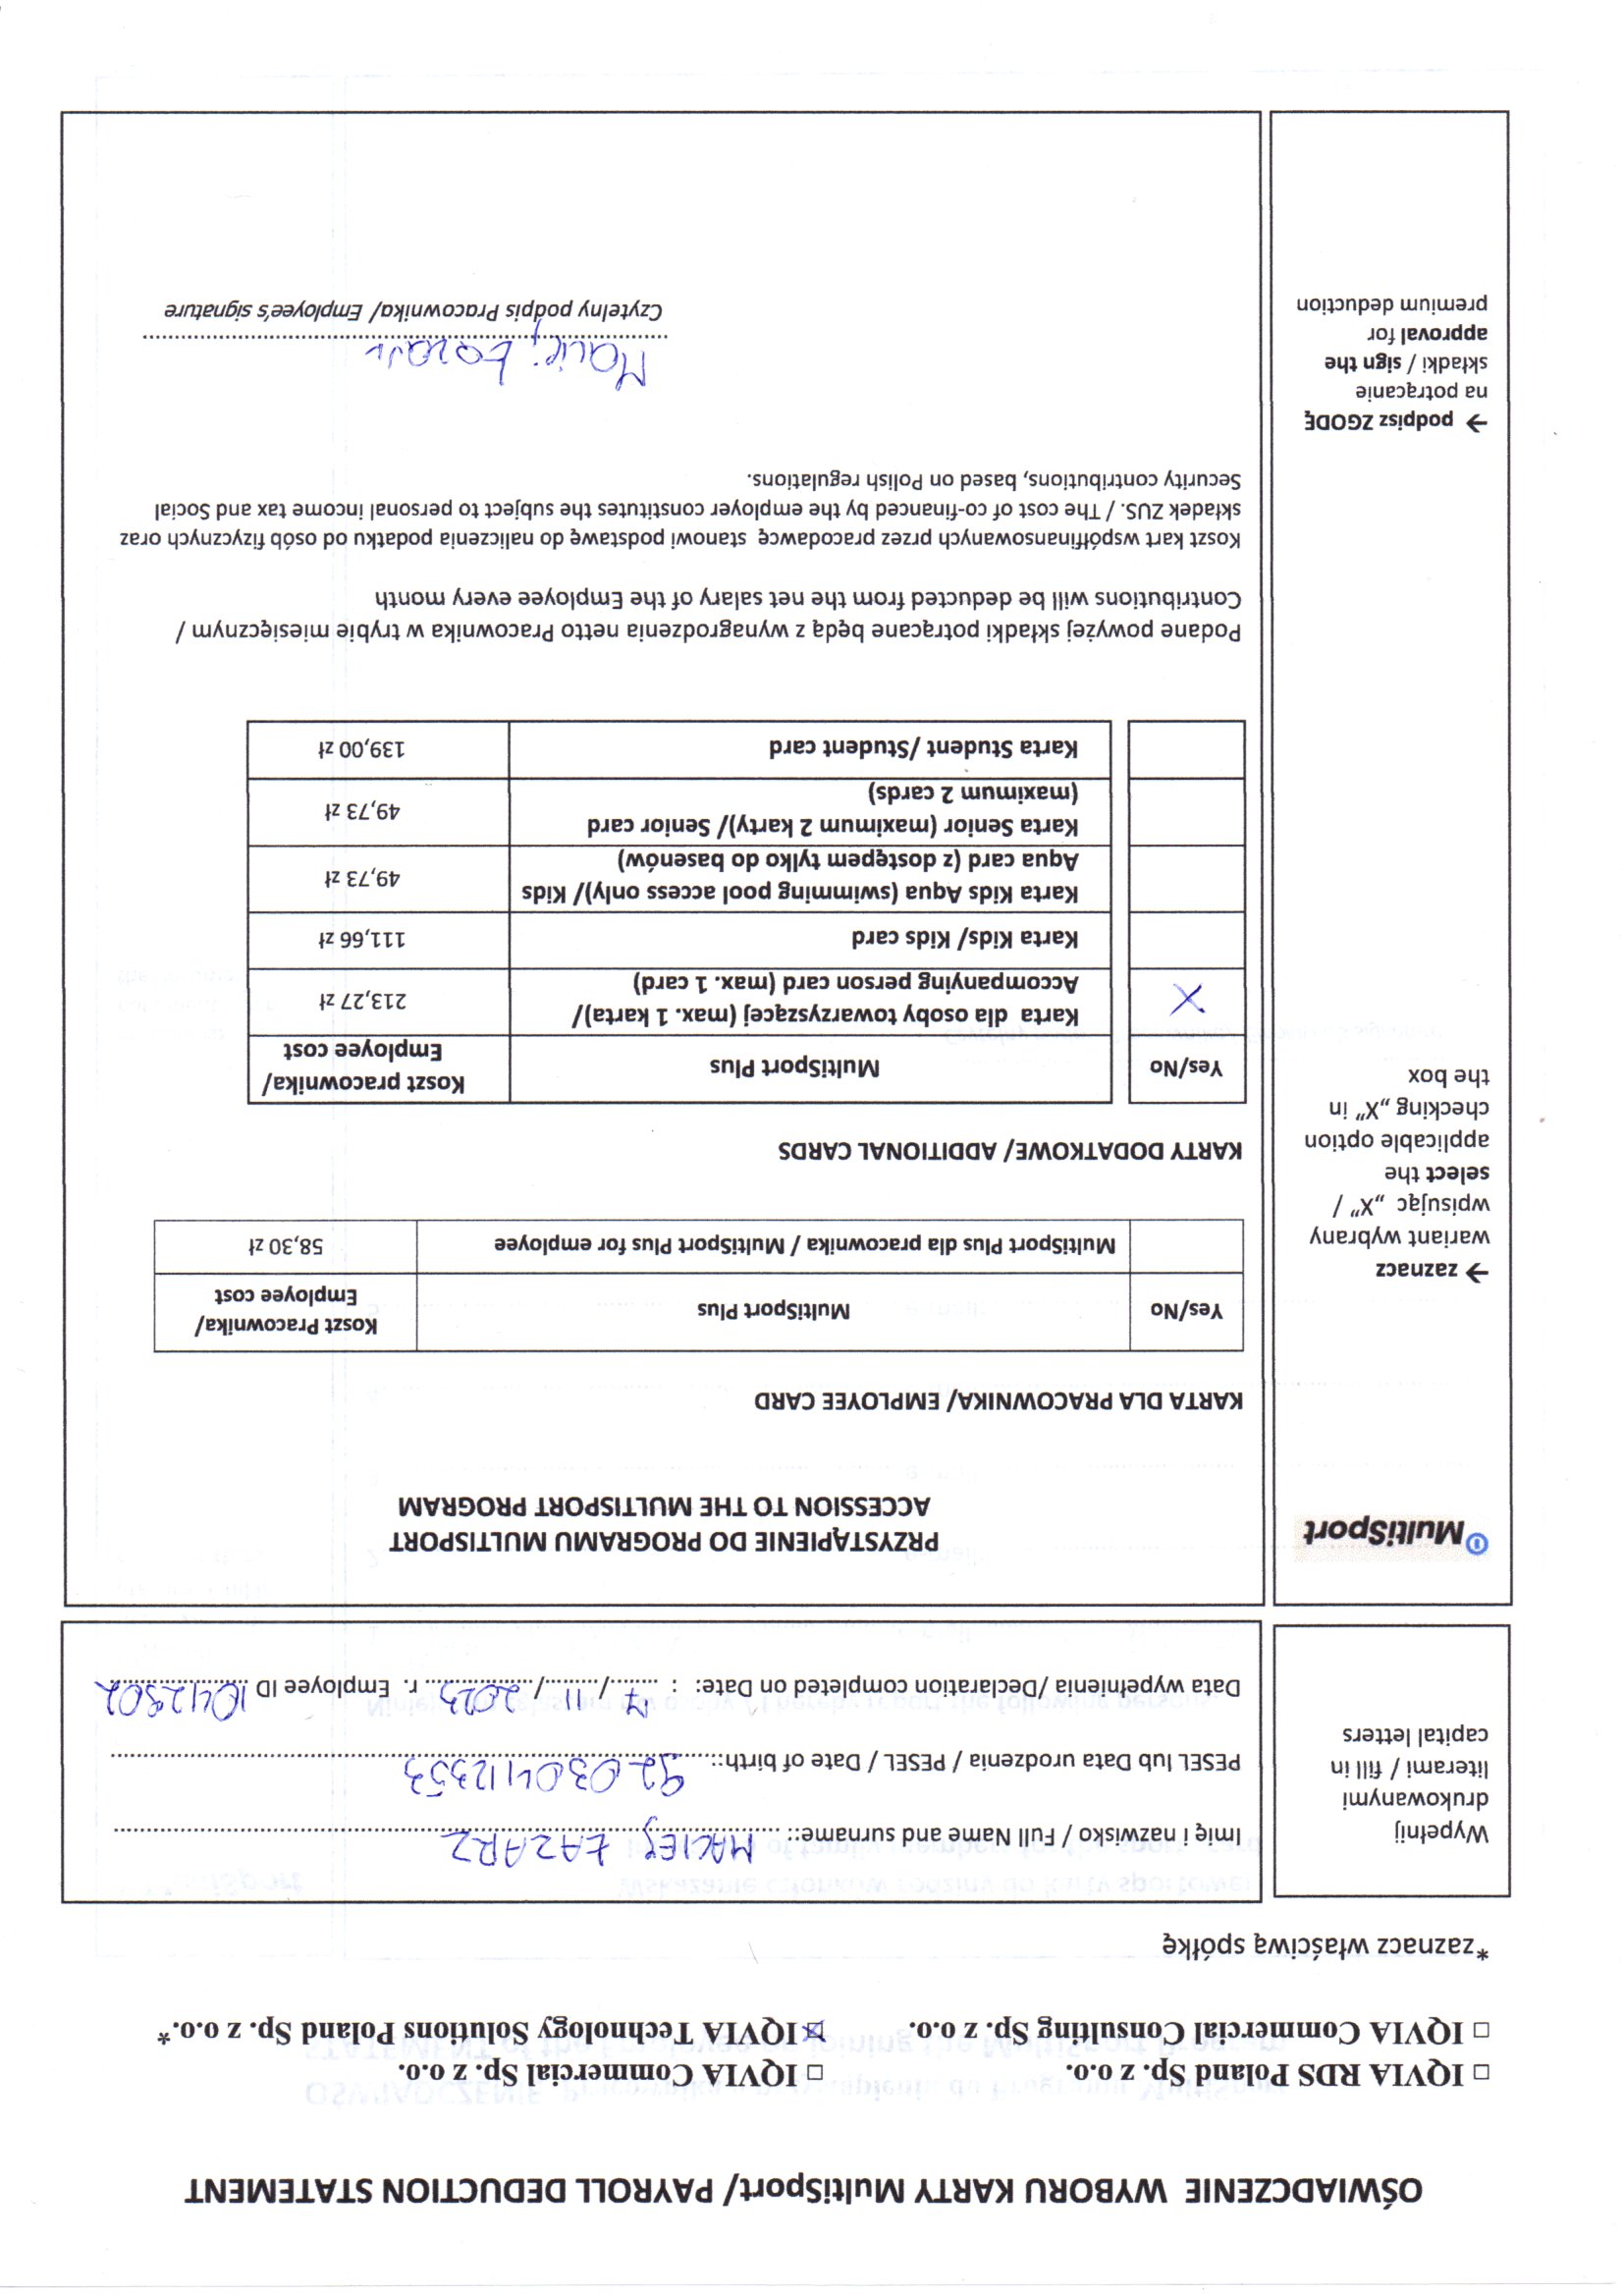 OŚWIADCZENIE WYBORU KARTY MultiSport/ PAYROLL DEDUCTION STATEMENT
□ IQVIA RDS Poland Sp. z o.o. □ IQVIA Commercial Sp. z o.o.
□ IQVIA Commercial Consulting Sp. z o.o. ☒ IQVIA Technology Solutions Poland Sp. z o.o.*
*zaznacz właściwą spółkę
Wypełnij
drukowanymi
literami / fill in
capital letters
Imię i nazwisko / Full Name and surname:: MACIEJ ŁAZARZ
PESEL lub Data urodzenia / PESEL / Date of birth:: 92030412353
Data wypełnienia /Declaration completed on Date: : 7 / 11 / 2023 r. Employee ID 1042902
MultiSport
→ zaznacz
wariant wybrany
wpisując „X” /
select the
applicable option
checking „X” in
the box
→ podpisz ZGODĘ
na potrącanie
składki / sign the
approval for
premium deduction
PRZYSTĄPIENIE DO PROGRAMU MULTISPORT
ACCESSION TO THE MULTISPORT PROGRAM
KARTA DLA PRACOWNIKA/ EMPLOYEE CARD
Yes/No MultiSport Plus Koszt Pracownika/
Employee cost
MultiSport Plus dla pracownika / MultiSport Plus for employee 58,30 zł
KARTY DODATKOWE/ ADDITIONAL CARDS
Yes/No MultiSport Plus Koszt pracownika/
Employee cost
X Karta dla osoby towarzyszącej (max. 1 karta)/
Accompanying person card (max. 1 card) 213,27 zł
Karta Kids/ Kids card 111,66 zł
Karta Kids Aqua (swimming pool access only)/ Kids
Aqua card (z dostępem tylko do basenów) 49,73 zł
Karta Senior (maximum 2 karty)/ Senior card
(maximum 2 cards) 49,73 zł
Karta Student /Student card 139,00 zł
Podane powyżej składki potrącane będą z wynagrodzenia netto Pracownika w trybie miesięcznym /
Contributions will be deducted from the net salary of the Employee every month
Koszt kart współfinansowanych przez pracodawcę stanowi podstawę do naliczenia podatku od osób fizycznych oraz
składek ZUS. / The cost of co-financed by the employer constitutes the subject to personal income tax and Social
Security contributions, based on Polish regulations.
Maciej Łazarz
Czytelny podpis Pracownika/ Employee's signature